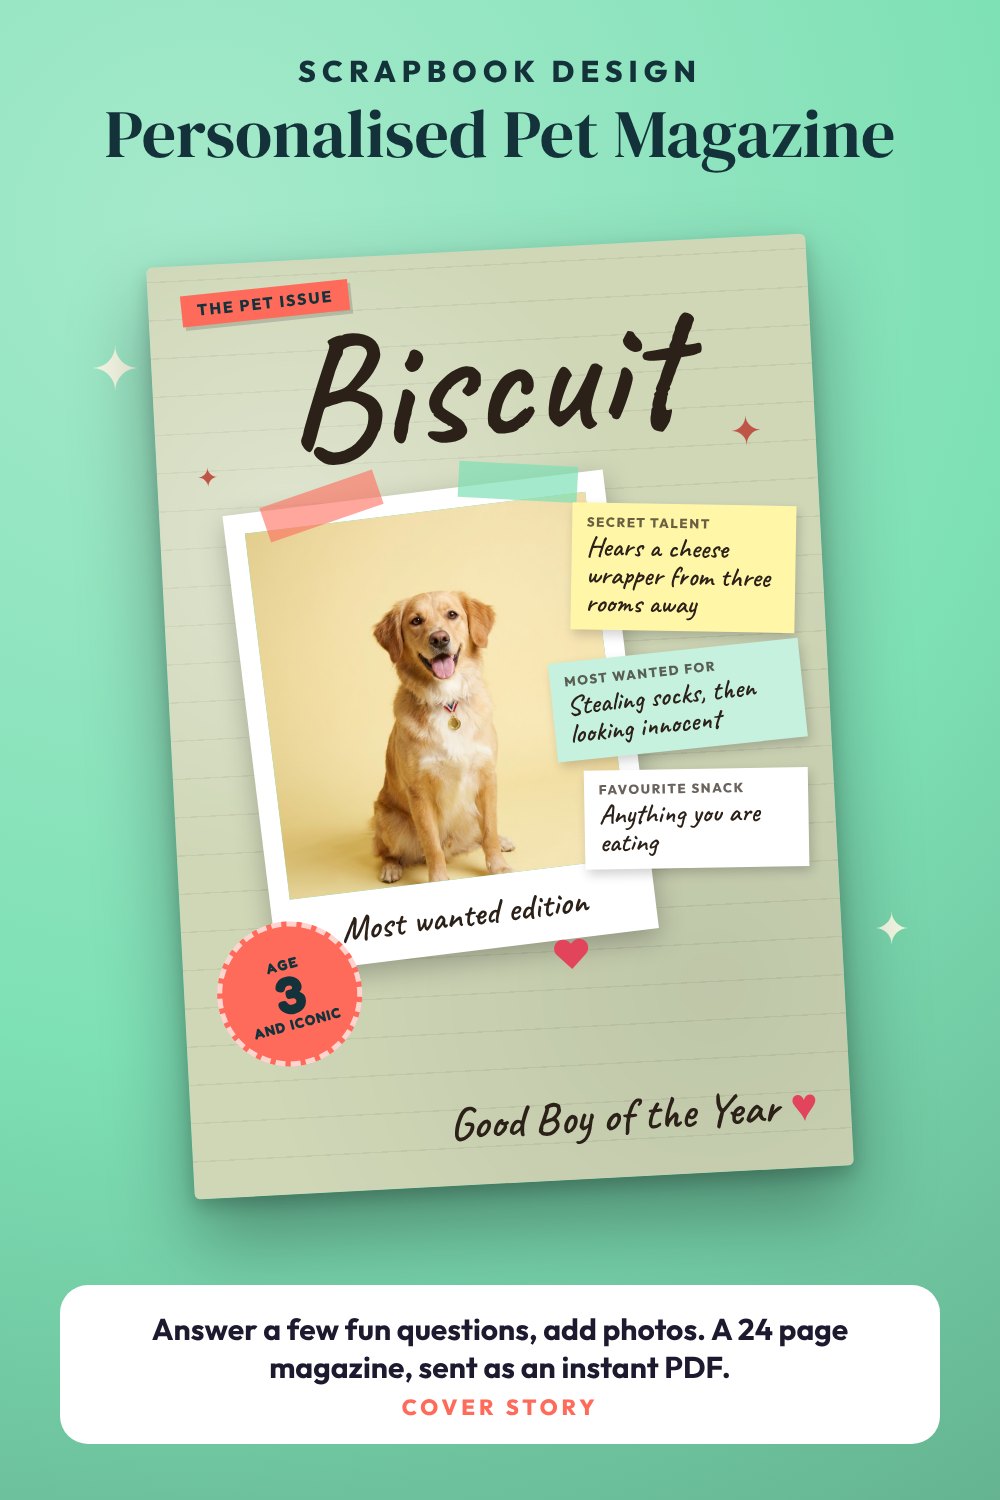 SCRAPBOOK DESIGN
Personalised Pet Magazine
THE PET ISSUE
Biscuit
SECRET TALENT
Hears a cheese
wrapper from three
rooms away
MOST WANTED FOR
Stealing socks, then
looking innocent
FAVOURITE SNACK
Anything you are
eating
Most wanted edition
AGE
3
AND ICONIC
Good Boy of the Year ♥
Answer a few fun questions, add photos. A 24 page
magazine, sent as an instant PDF.
COVER STORY